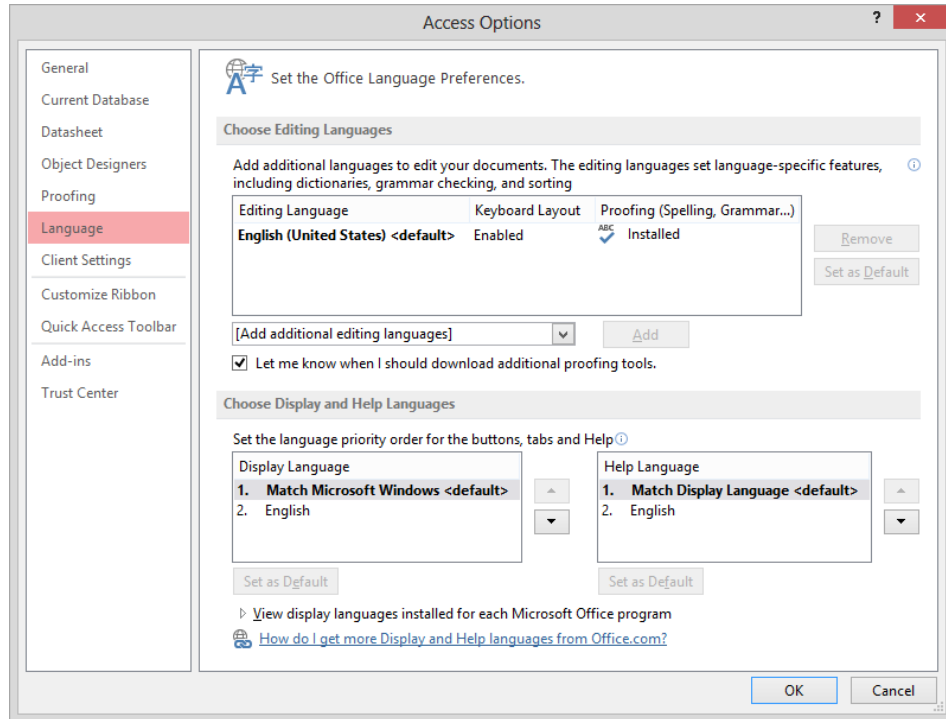 Access Options
?
General
Current Database
Datasheet
Object Designers
Proofing
Language
Client Settings
Customize Ribbon
Quick Access Toolbar
Add-ins
Trust Center
A字 Set the Office Language Preferences.
Choose Editing Languages
Add additional languages to edit your documents. The editing languages set language-specific features,
including dictionaries, grammar checking, and sorting
Editing Language Keyboard Layout Proofing (Spelling, Grammar...)
English (United States) <default> Enabled ABC Installed
Remove
Set as Default
[Add additional editing languages] Add
Let me know when I should download additional proofing tools.
Choose Display and Help Languages
Set the language priority order for the buttons, tabs and Help
Display Language
1. Match Microsoft Windows <default>
2. English
Set as Default
Help Language
1. Match Display Language <default>
2. English
Set as Default
View display languages installed for each Microsoft Office program
How do I get more Display and Help languages from Office.com?
OK Cancel